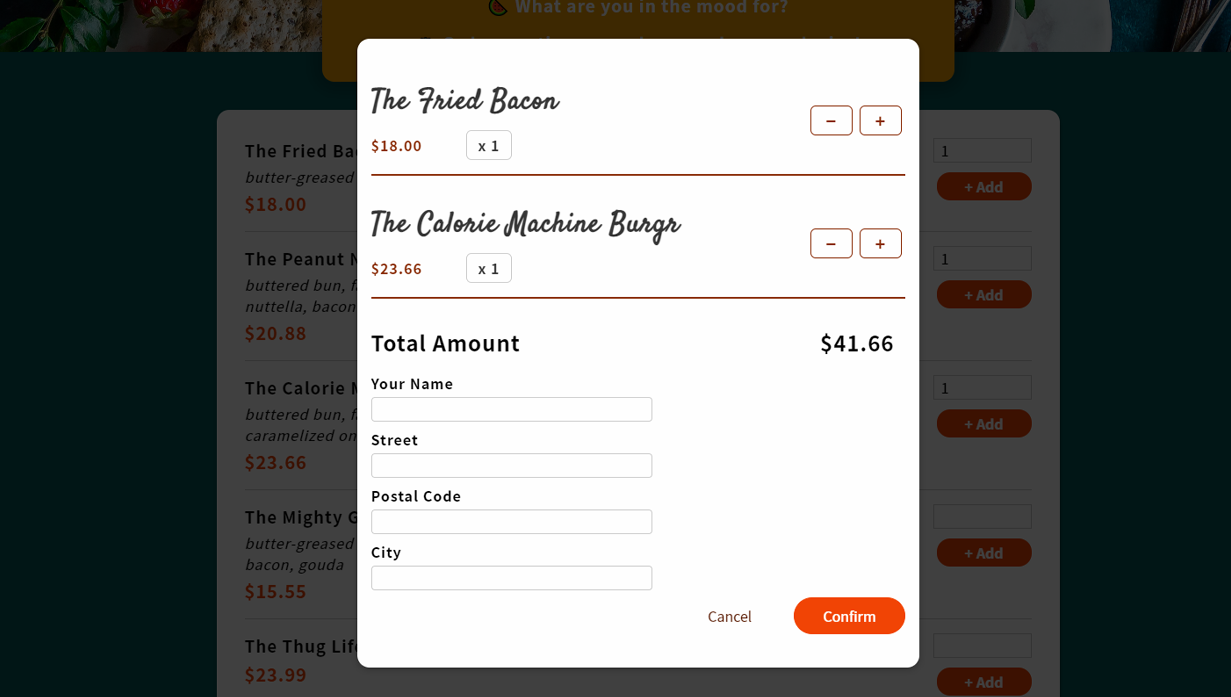 What are you in the mood for?
The Fried Bacon
− +
$18.00 x 1
The Calorie Machine Burgr
− +
$23.66 x 1
Total Amount $41.66
Your Name
Street
Postal Code
City
Cancel Confirm
The Fried
butter-greased
$18.00
1
+ Add
The Peanut
buttered bun,
nuttella, bacon
$20.88
1
+ Add
The Calorie
buttered bun,
caramelized
$23.66
1
+ Add
The Mighty
butter-greased
bacon, gouda
$15.55
+ Add
The Thug
$23.99
+ Add